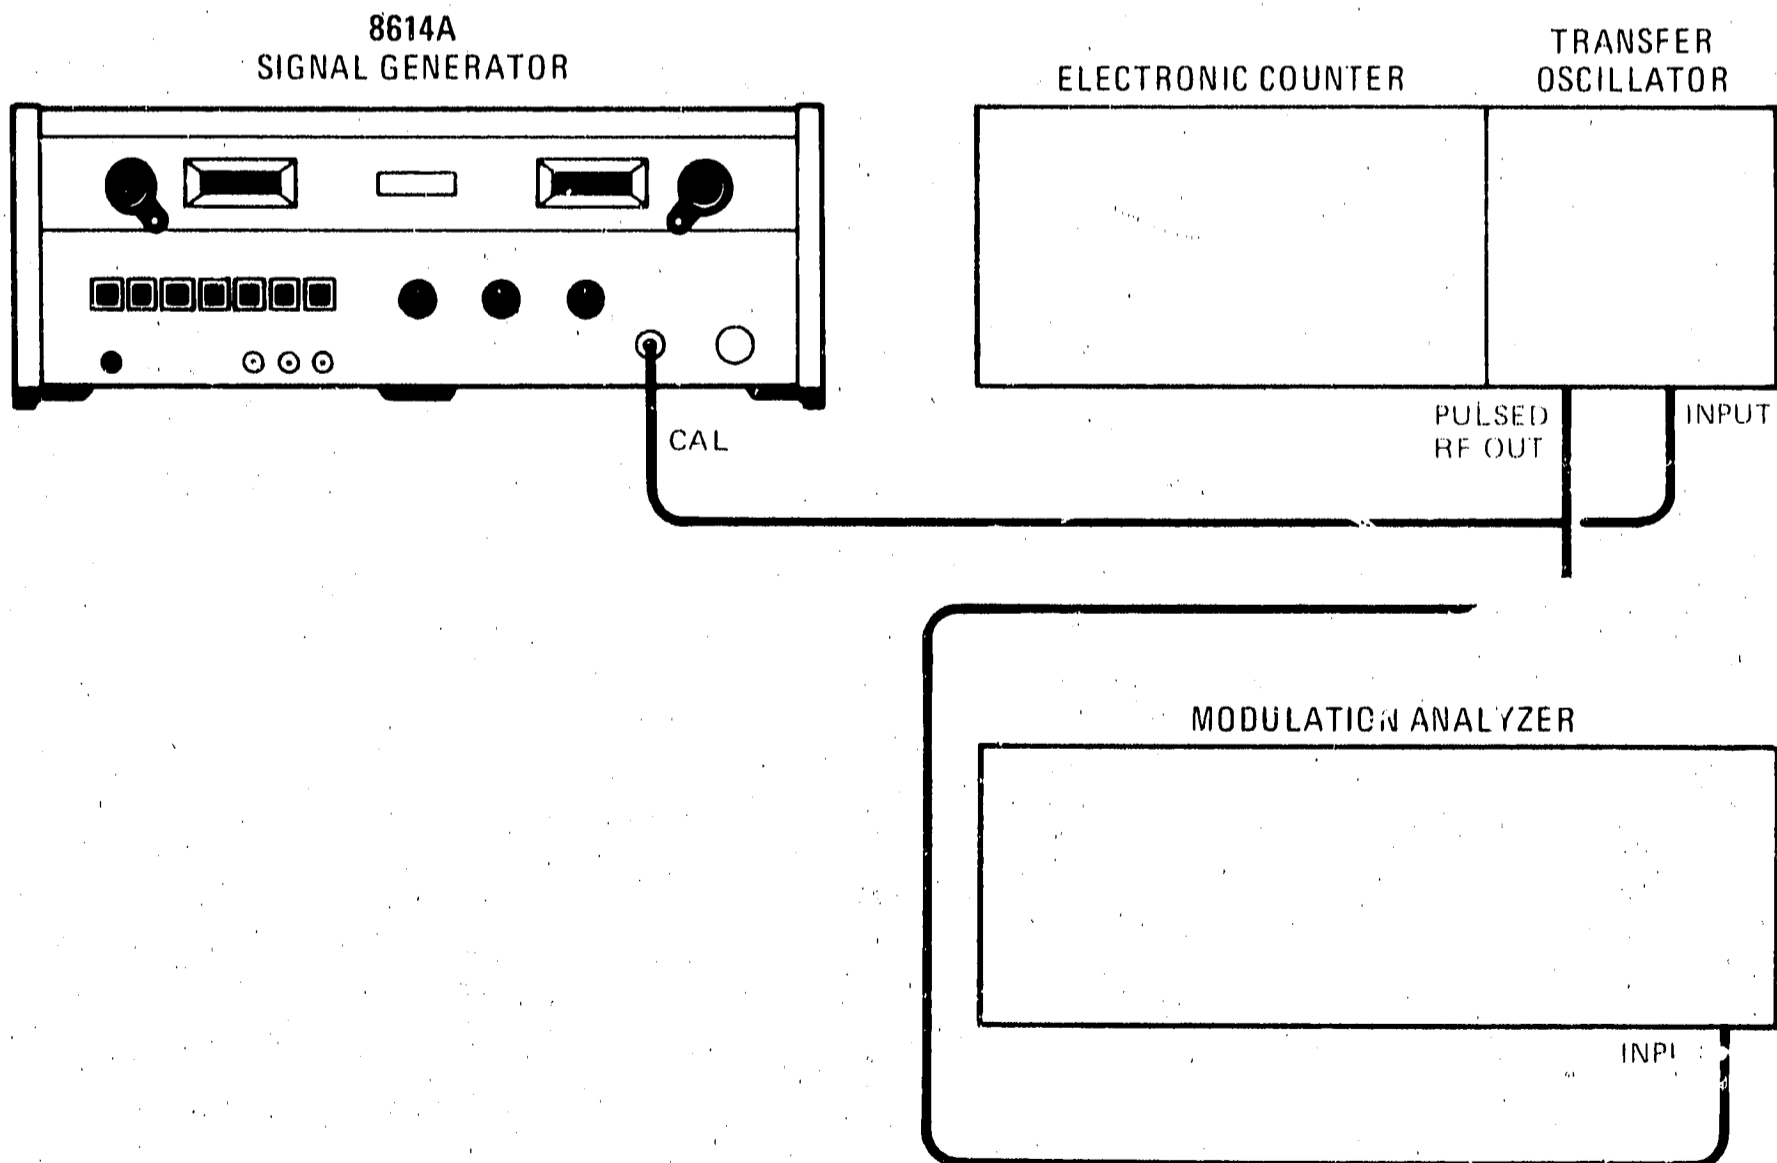 8614A
SIGNAL GENERATOR
ELECTRONIC COUNTER
TRANSFER
OSCILLATOR
CAL
PULSED
RF OUT
INPUT
MODULATION ANALYZER